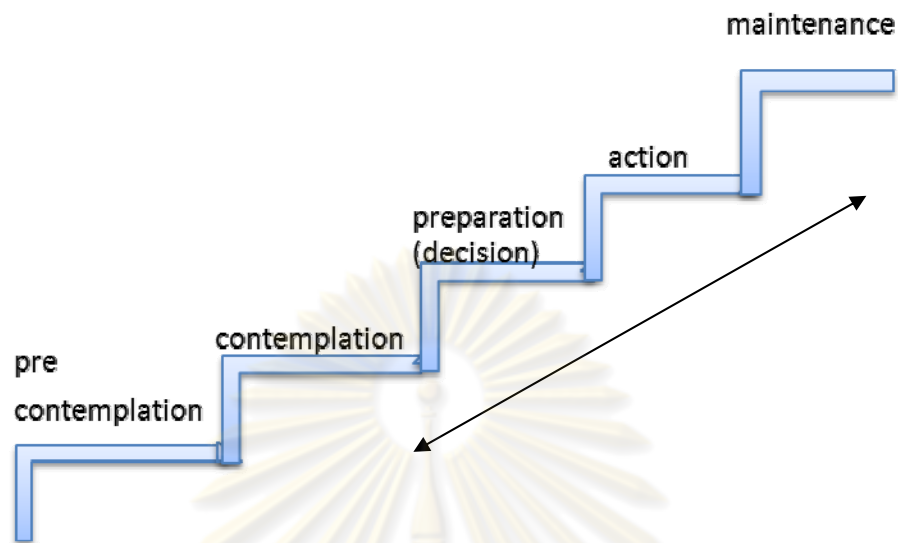 maintenance
action
preparation
(decision)
contemplation
pre
contemplation